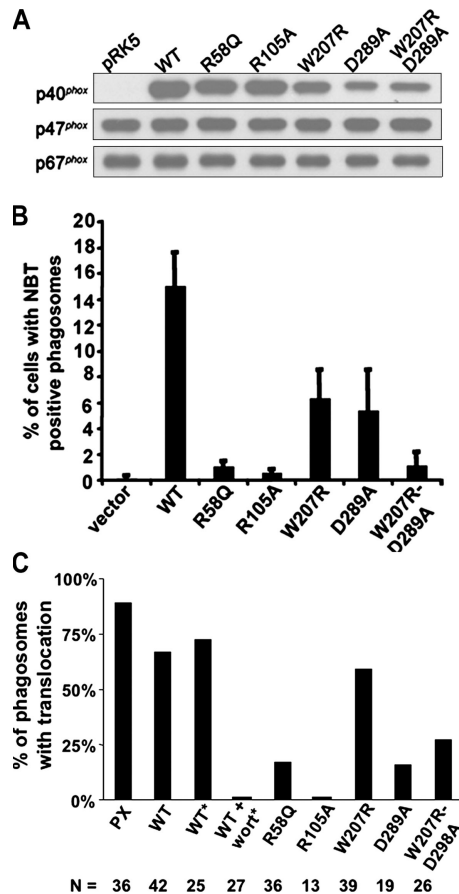 A
pRK5 WT R58Q R105A W207R D289A W207R D289A
p40phox
p47phox
p67phox
B
% of cells with NBT
positive phagosomes
20
18
16
14
12
10
8
6
4
2
0
vector WT R58Q R105A W207R D289A W207R-D289A
C
% of phagosomes
with translocation
100%
75%
50%
25%
0%
PX WT WT* WT + wort* R58Q R105A W207R D289A W207R-D298A
N = 36 42 25 27 36 13 39 19 26